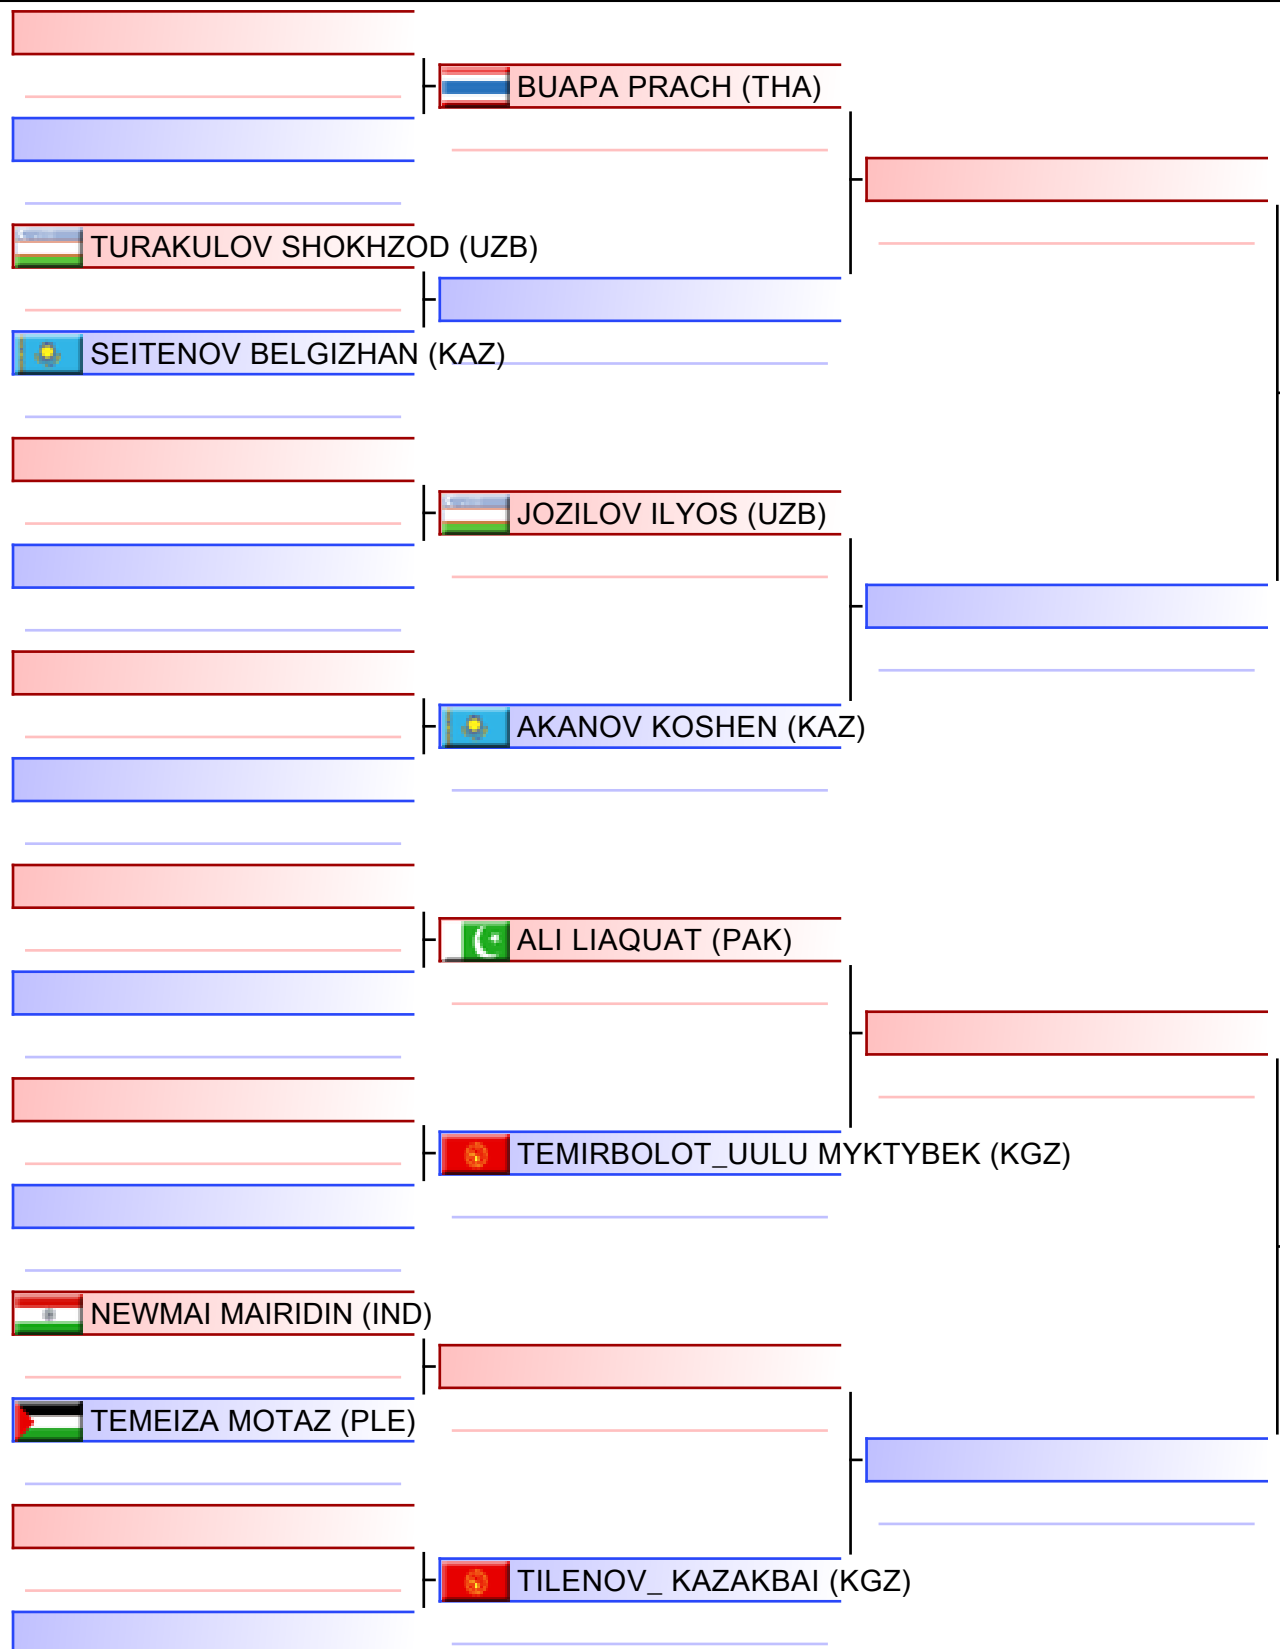 BUAPA PRACH (THA)
TURAKULOV SHOKHZOD (UZB)
SEITENOV BELGIZHAN (KAZ)
JOZILOV ILYOS (UZB)
AKANOV KOSHEN (KAZ)
ALI LIAQUAT (PAK)
TEMIRBOLOT_UULU MYKTYBEK (KGZ)
NEWMAI MAIRIDIN (IND)
TEMEIZA MOTAZ (PLE)
TILENOV_ KAZAKBAI (KGZ)